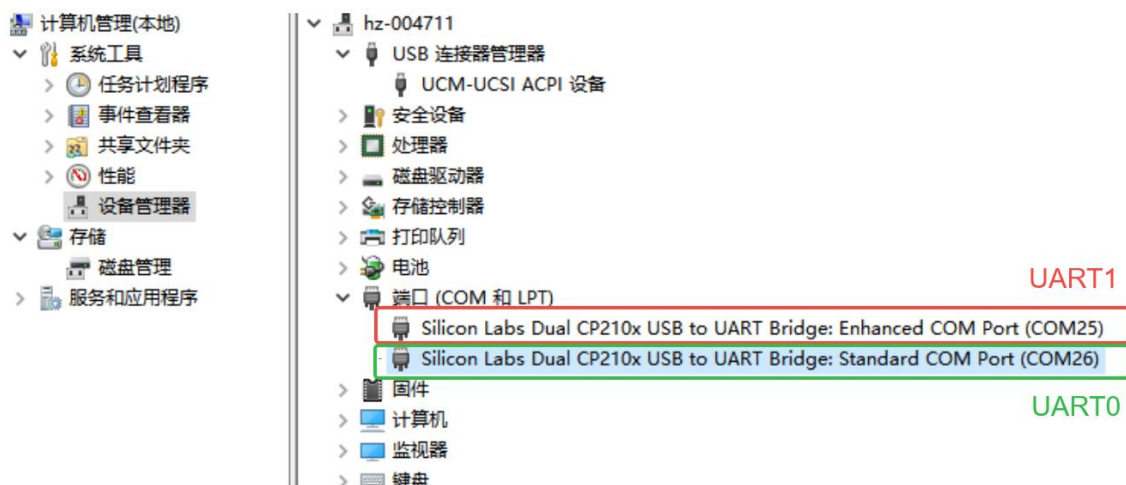 计算机管理(本地)
系统工具
任务计划程序
事件查看器
共享文件夹
性能
设备管理器
存储
磁盘管理
服务和应用程序
hz-004711
USB 连接器管理器
UCM-UCSI ACPI 设备
安全设备
处理器
磁盘驱动器
存储控制器
打印队列
电池
端口 (COM 和 LPT)
UART1
Silicon Labs Dual CP210x USB to UART Bridge: Enhanced COM Port (COM25)
Silicon Labs Dual CP210x USB to UART Bridge: Standard COM Port (COM26)
固件
UART0
计算机
监视器
键盘